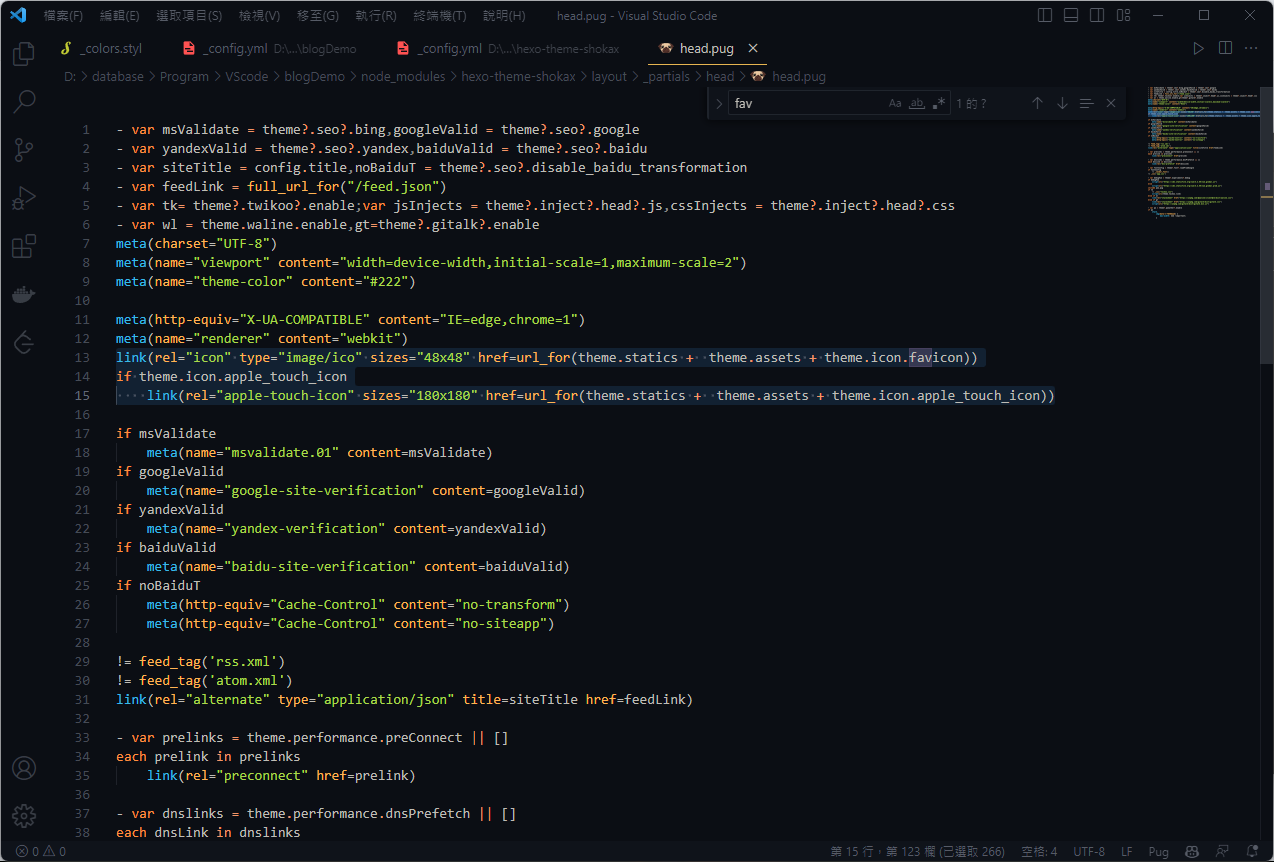 檔案(F) 編輯(E) 選取項目(S) 檢視(V) 移至(G) 執行(R) 終端機(T) 說明(H) head.pug - Visual Studio Code
_colors.styl _config.yml D:\...\blogDemo _config.yml D:\...\hexo-theme-shokax head.pug
D: > database > Program > VScode > blogDemo > node_modules > hexo-theme-shokax > layout > _partials > head > head.pug
fav Aa ab .* 1 的 ?
1 - var msValidate = theme?.seo?.bing,googleValid = theme?.seo?.google
2 - var yandexValid = theme?.seo?.yandex,baiduValid = theme?.seo?.baidu
3 - var siteTitle = config.title,noBaiduT = theme?.seo?.disable_baidu_transformation
4 - var feedLink = full_url_for("/feed.json")
5 - var tk= theme?.twikoo?.enable;var jsInjects = theme?.inject?.head?.js,cssInjects = theme?.inject?.head?.css
6 - var wl = theme.waline.enable,gt=theme?.gitalk?.enable
7 meta(charset="UTF-8")
8 meta(name="viewport" content="width=device-width,initial-scale=1,maximum-scale=2")
9 meta(name="theme-color" content="#222")
10
11 meta(http-equiv="X-UA-COMPATIBLE" content="IE=edge,chrome=1")
12 meta(name="renderer" content="webkit")
13 link(rel="icon" type="image/ico" sizes="48x48" href=url_for(theme.statics +  theme.assets + theme.icon.favicon))
14 if theme.icon.apple_touch_icon
15     link(rel="apple-touch-icon" sizes="180x180" href=url_for(theme.statics +  theme.assets + theme.icon.apple_touch_icon))
16
17 if msValidate
18     meta(name="msvalidate.01" content=msValidate)
19 if googleValid
20     meta(name="google-site-verification" content=googleValid)
21 if yandexValid
22     meta(name="yandex-verification" content=yandexValid)
23 if baiduValid
24     meta(name="baidu-site-verification" content=baiduValid)
25 if noBaiduT
26     meta(http-equiv="Cache-Control" content="no-transform")
27     meta(http-equiv="Cache-Control" content="no-siteapp")
28
29 != feed_tag('rss.xml')
30 != feed_tag('atom.xml')
31 link(rel="alternate" type="application/json" title=siteTitle href=feedLink)
32
33 - var prelinks = theme.performance.preConnect || []
34 each prelink in prelinks
35     link(rel="preconnect" href=prelink)
36
37 - var dnslinks = theme.performance.dnsPrefetch || []
38 each dnsLink in dnslinks
0 0 第 15 行，第 123 欄 (已選取 266) 空格: 4 UTF-8 LF Pug